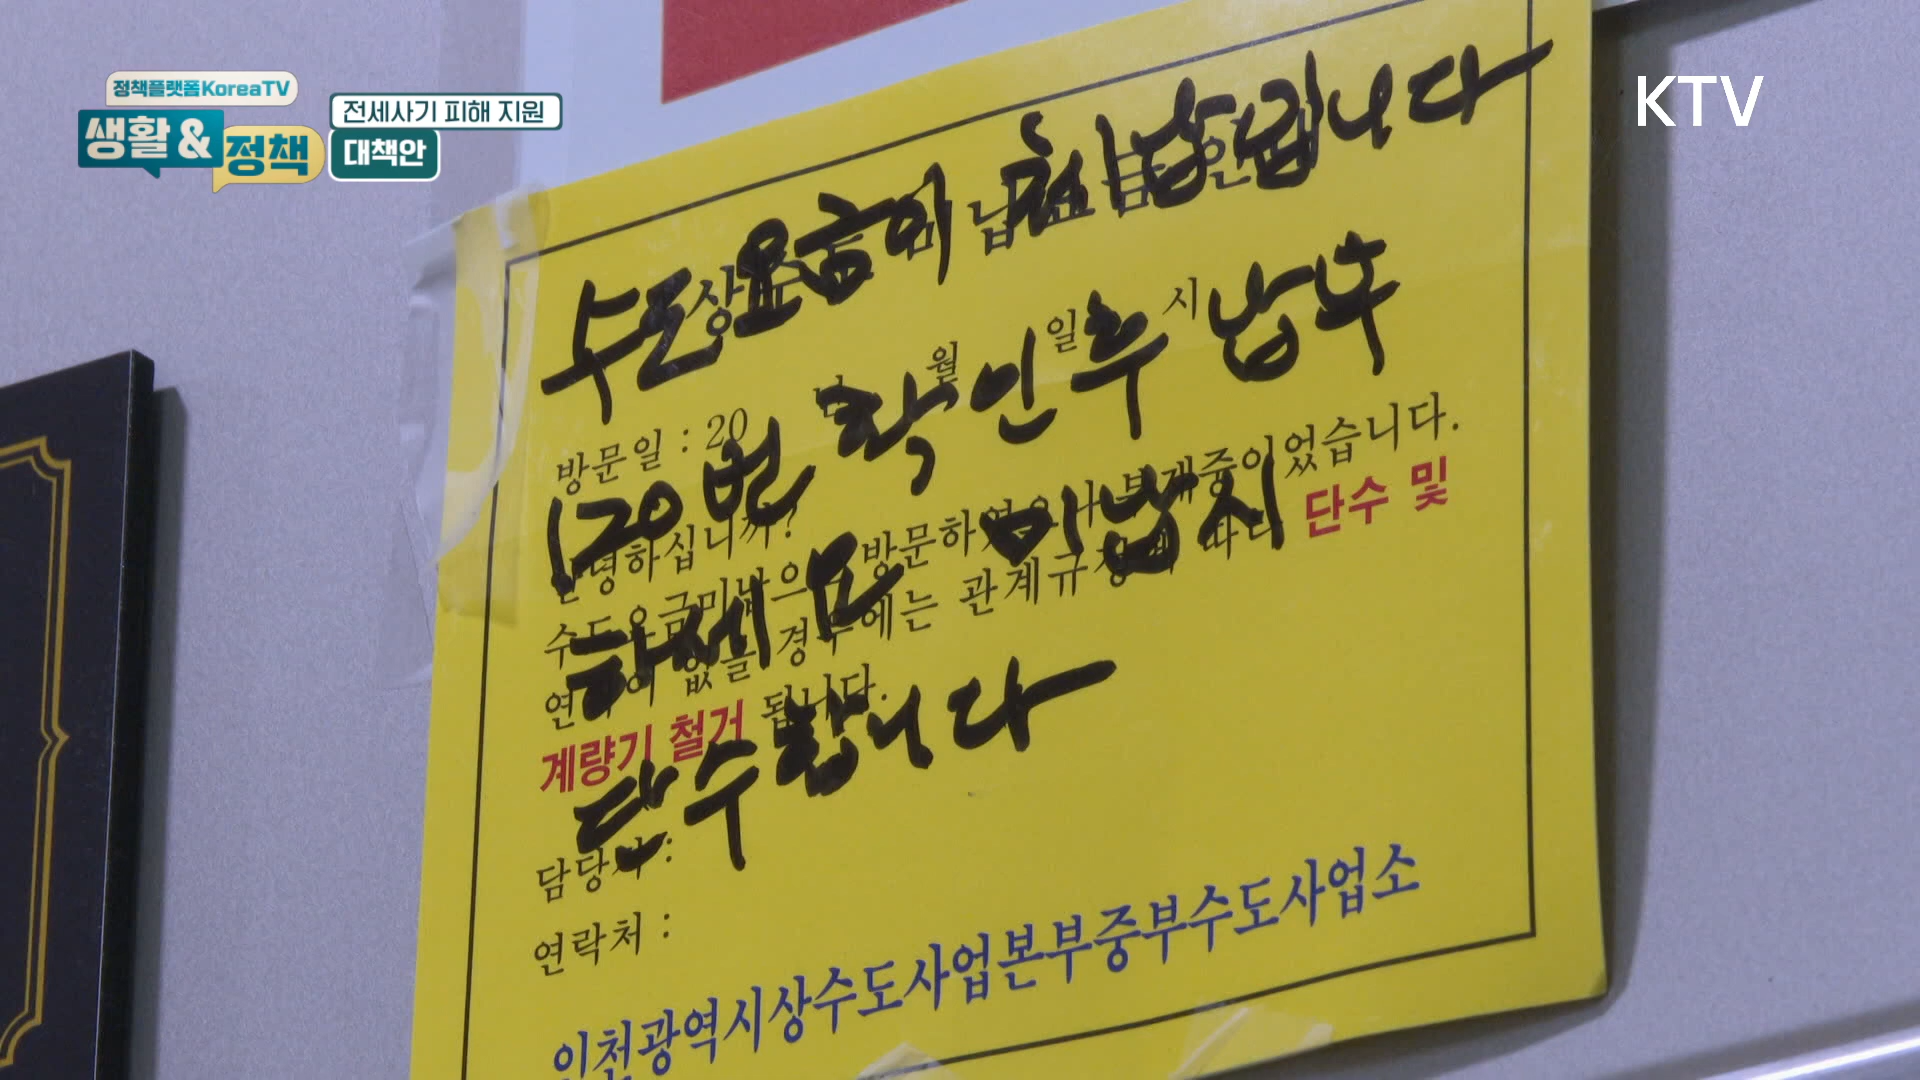 정책플랫폼KoreaTV
생활&정책
전세사기 피해 지원
대책안
KTV
수도요금이 체납됩니다
120번 확인후 납부
하세요 미납시
단수합니다
방문일 : 20 년 월 일 시
안녕하십니까?
수도요금미납으로 방문하였으나 부재중이었습니다.
연락이 없을 경우에는 관계규정에 따라 단수 및
계량기 철거 됩니다.
담당자 :
연락처 :
인천광역시상수도사업본부중부수도사업소